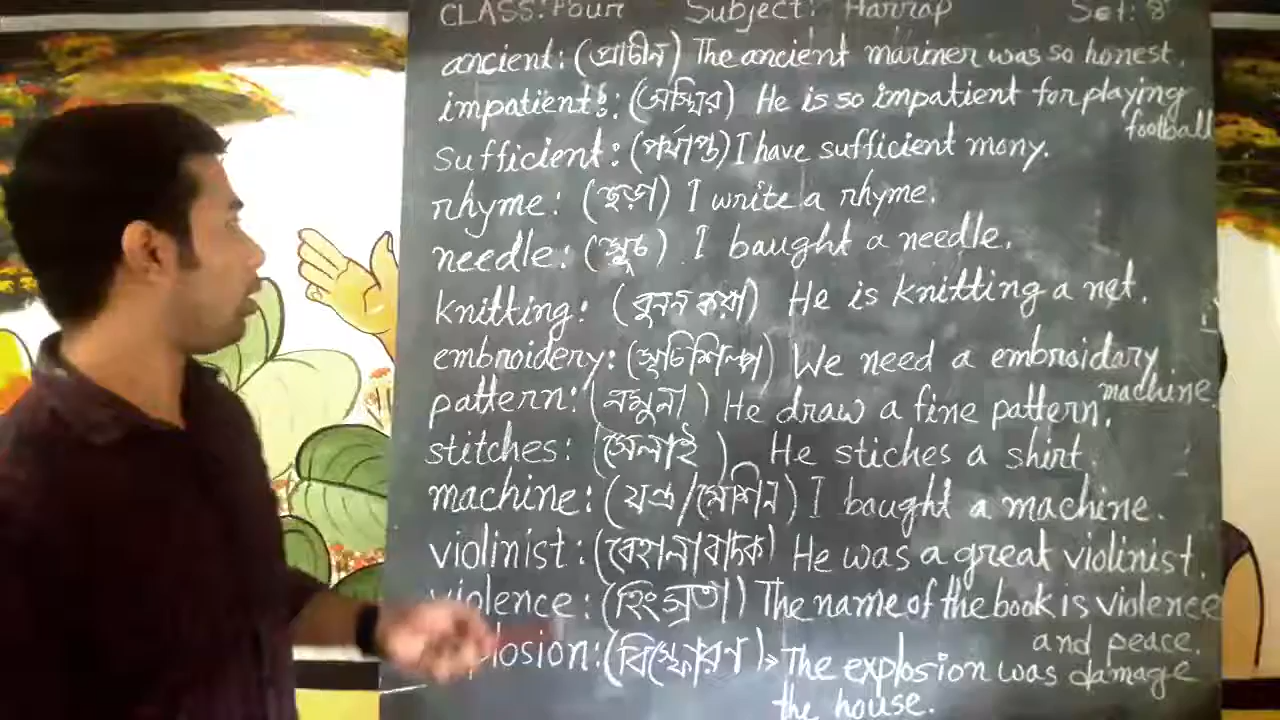 CLASS: Four Subject: Harrap Set: 8
ancient: (প্রাচীন) The ancient mariner was so honest.
impatient: (অস্থির) He is so impatient for playing
football
sufficient: (পর্যাপ্ত) I have sufficient mony.
rhyme: (ছড়া) I write a rhyme.
needle: (সুচ) I baught a needle.
knitting: (বুনন করা) He is knitting a net.
embroidery: (সুচিশিল্প) We need a embroidary
machine.
pattern: (নমুনা) He draw a fine pattern.
stitches: (সেলাই) He stiches a shirt.
machine: (যন্ত্র/মেশিন) I baught a machine.
violinist: (বেহালাবাদক) He was a great violinist.
violence: (হিংস্রতা) The name of the book is violence
and peace.
plosion: (বিস্ফোরণ) The explosion was damage
the house.